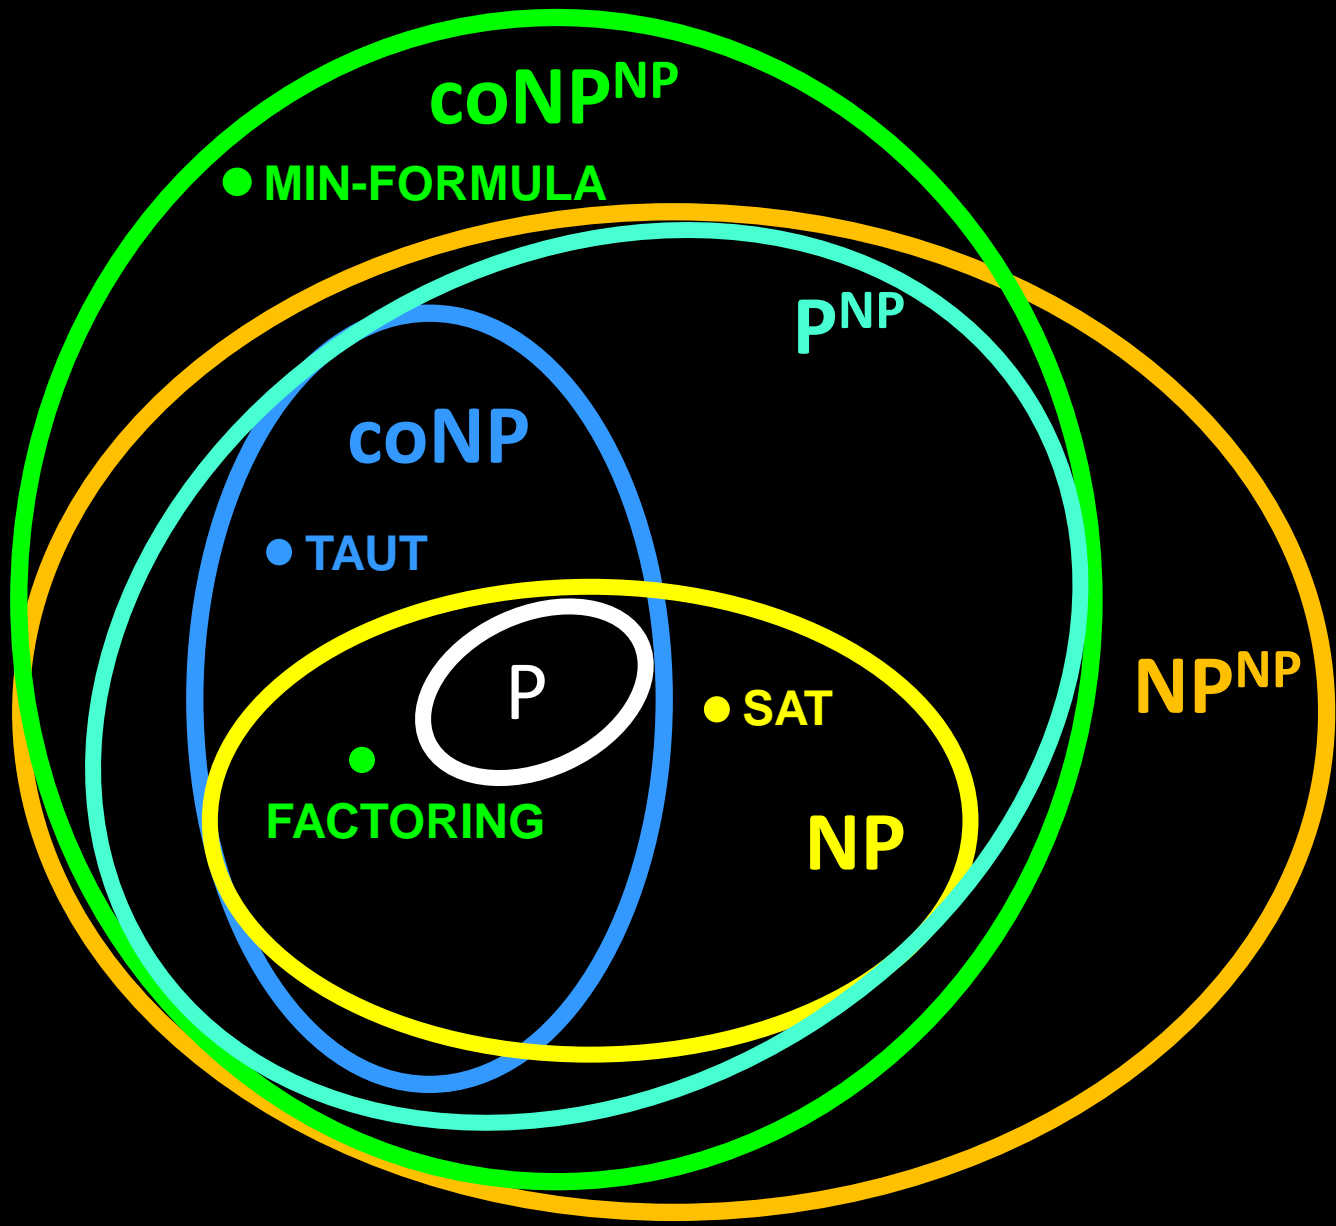 coNP^NP
MIN-FORMULA
P^NP
coNP
TAUT
P
SAT
NP^NP
FACTORING
NP